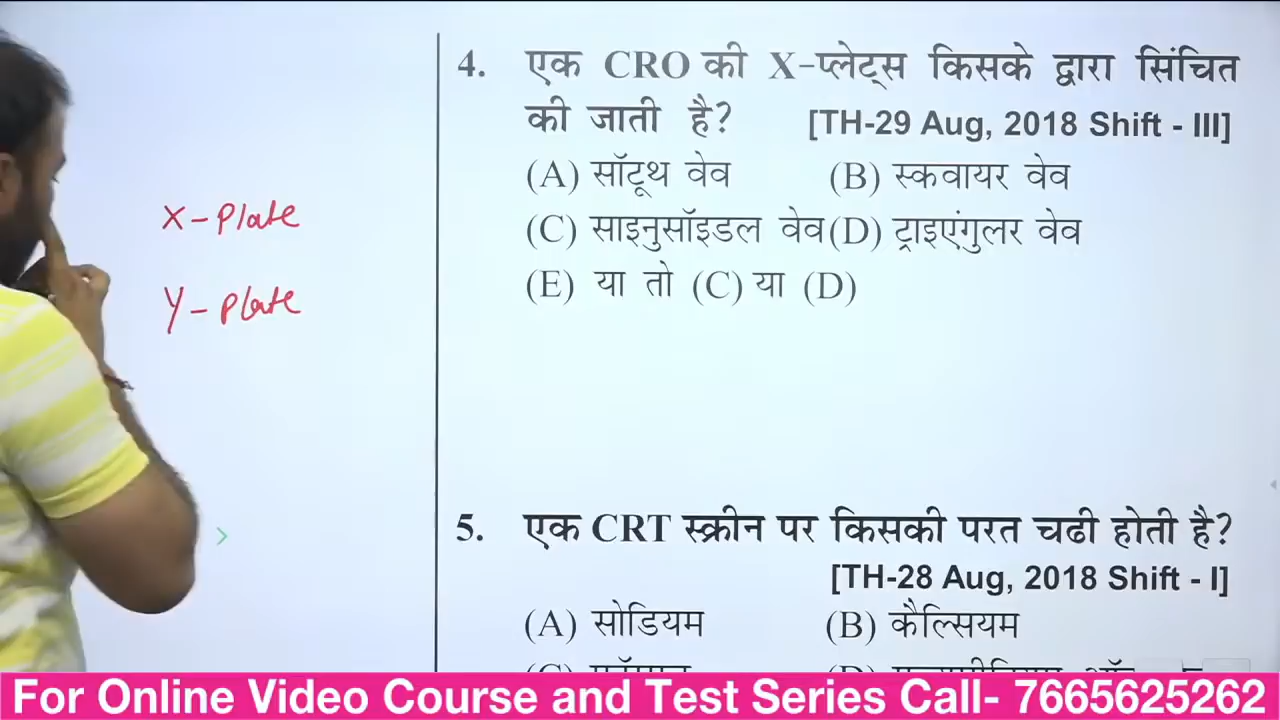 4. एक CRO की X-प्लेट्स किसके द्वारा सिंचित
की जाती है? [TH-29 Aug, 2018 Shift - III]
(A) सॉटूथ वेव (B) स्कवायर वेव
(C) साइनुसॉइडल वेव (D) ट्राइएंगुलर वेव
(E) या तो (C) या (D)
X - Plate
Y - Plate
5. एक CRT स्क्रीन पर किसकी परत चढी होती है?
[TH-28 Aug, 2018 Shift - I]
(A) सोडियम (B) कैल्सियम
For Online Video Course and Test Series Call- 7665625262